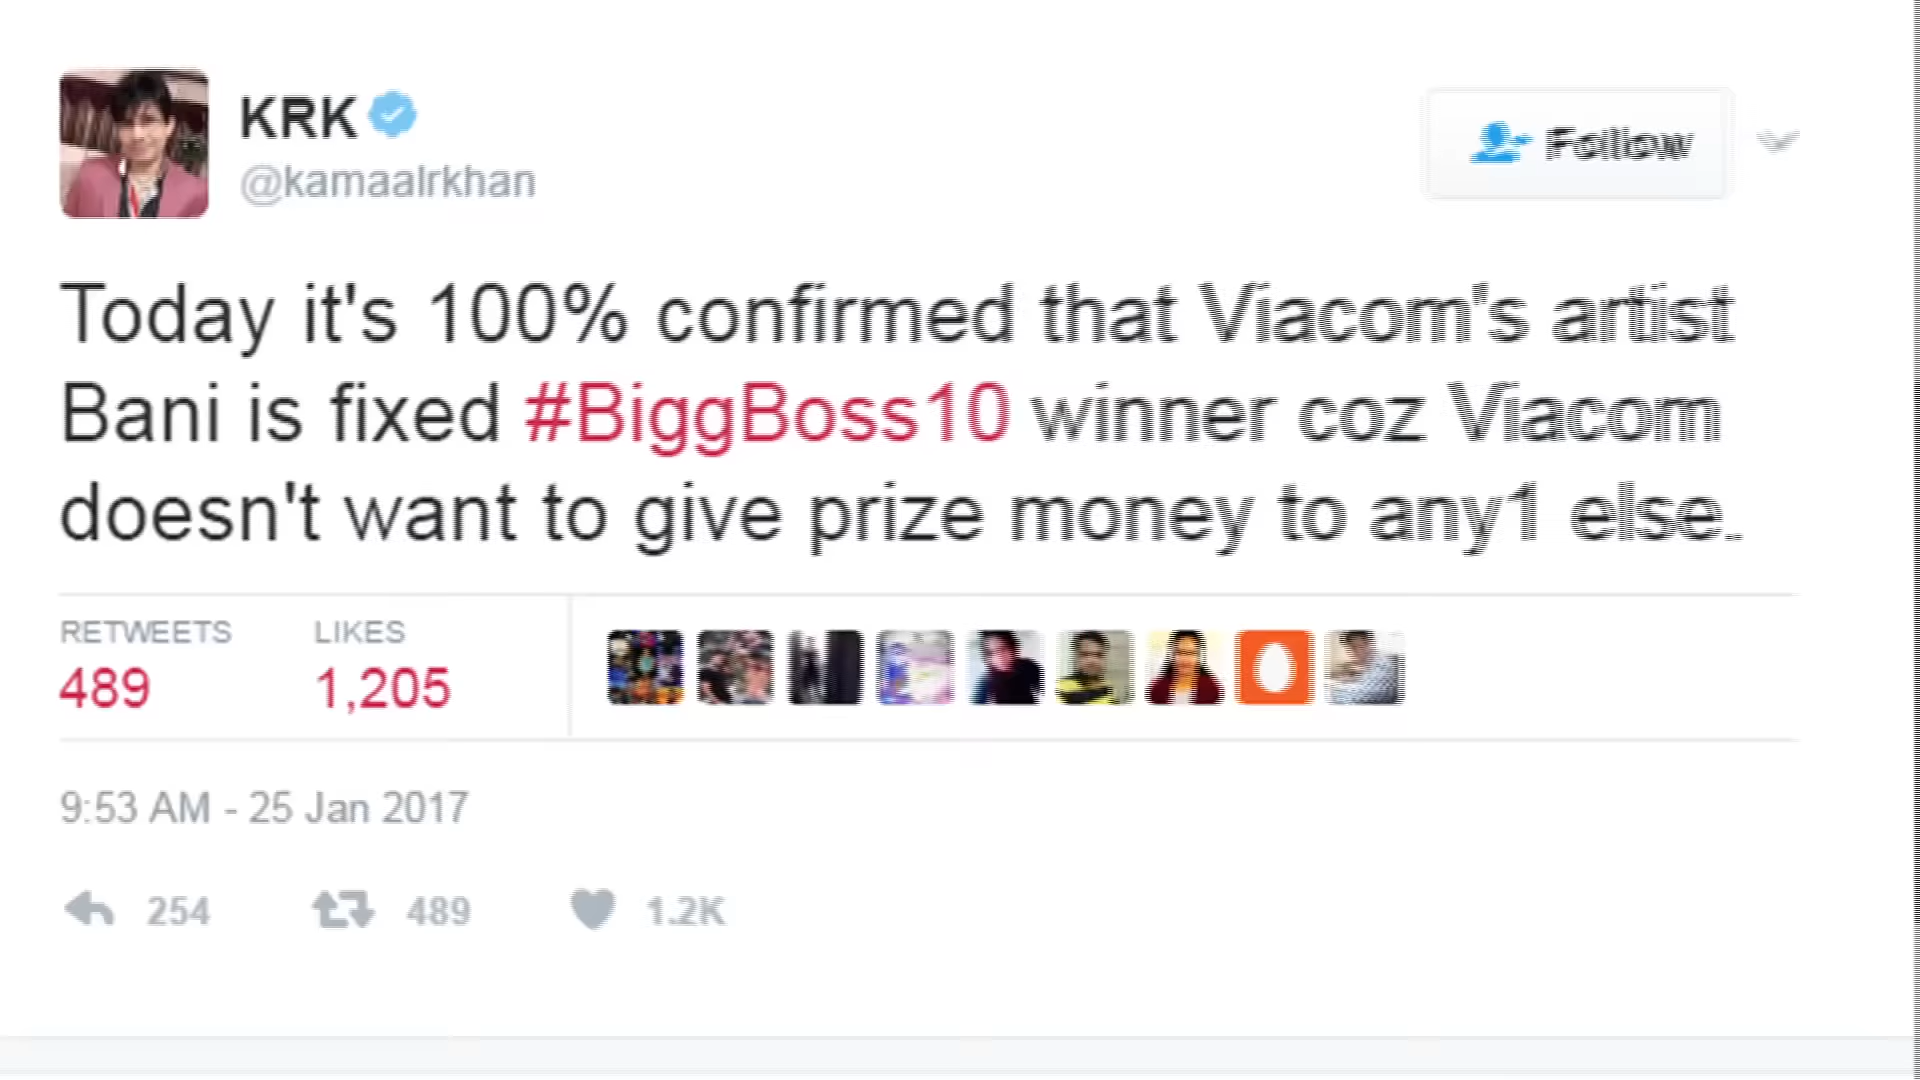 KRK
@kamaalrkhan
Follow
Today it's 100% confirmed that Viacom's artist
Bani is fixed #BiggBoss10 winner coz Viacom
doesn't want to give prize money to any1 else.
RETWEETS LIKES
489 1,205
9:53 AM - 25 Jan 2017
254 489 1.2K